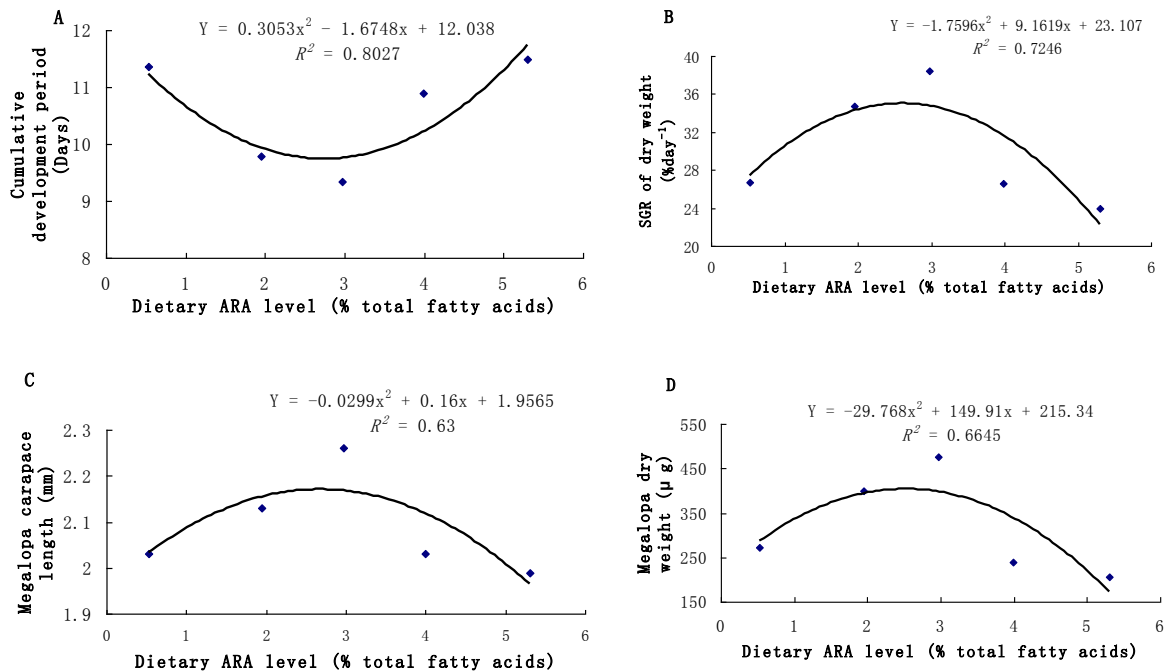 A
Y = 0.3053x² − 1.6748x + 12.038
R² = 0.8027
Cumulative
development period
(Days)
12
11
10
9
8
0 1 2 3 4 5 6
Dietary ARA level (% total fatty acids)
B
Y = -1.7596x² + 9.1619x + 23.107
R² = 0.7246
SGR of dry weight
(%day⁻¹)
40
36
32
28
24
20
0 1 2 3 4 5 6
Dietary ARA level (% total fatty acids)
C
Y = -0.0299x² + 0.16x + 1.9565
R² = 0.63
Megalopa carapace
length (mm)
2.3
2.2
2.1
2
1.9
0 1 2 3 4 5 6
Dietary ARA level (% total fatty acids)
D
Y = -29.768x² + 149.91x + 215.34
R² = 0.6645
Megalopa dry
weight (μ g)
550
450
350
250
150
0 1 2 3 4 5 6
Dietary ARA level (% total fatty acids)